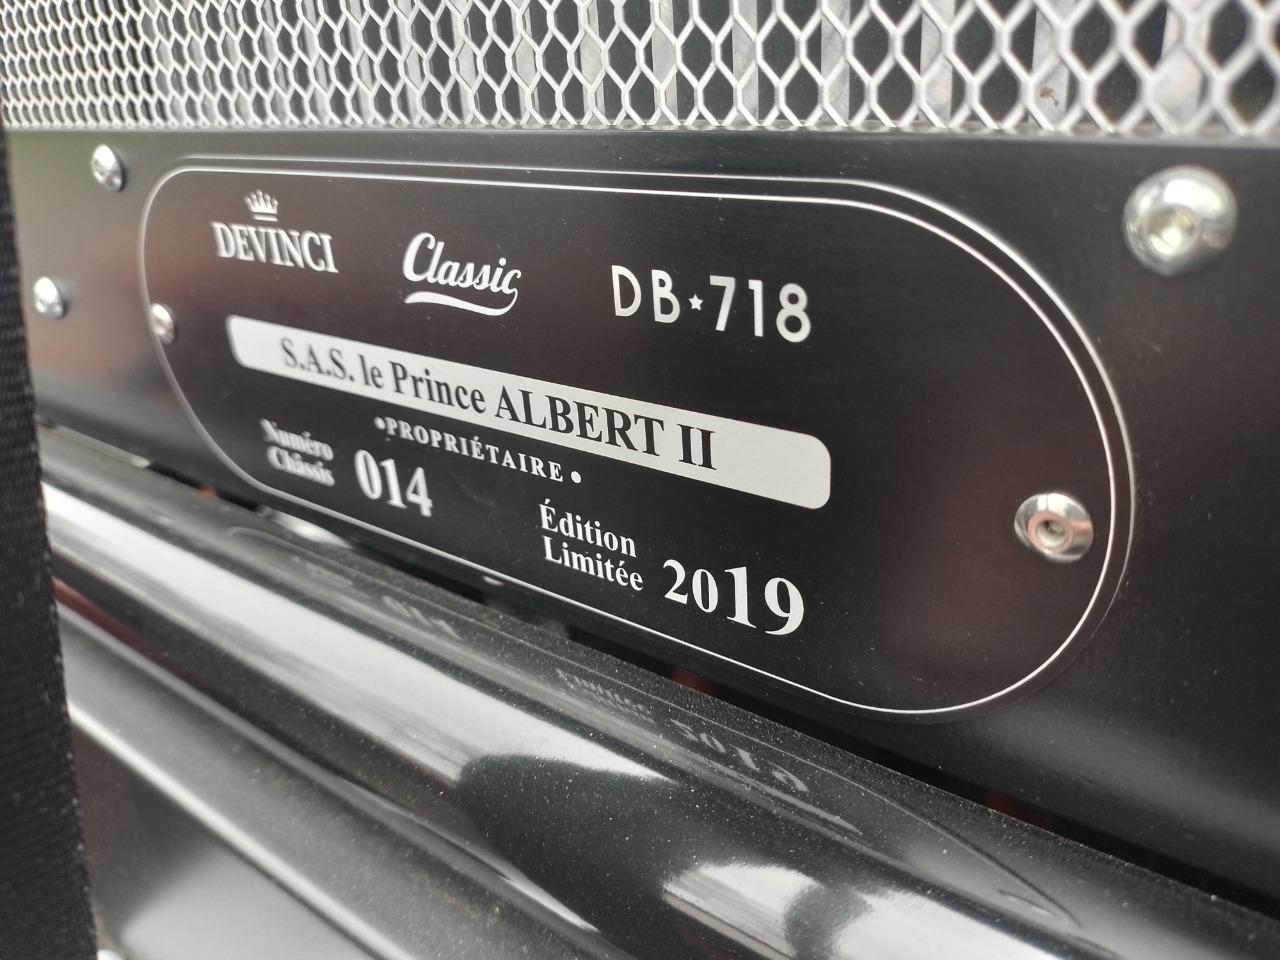 DEVINCI Classic DB★718
S.A.S. le Prince ALBERT II
•PROPRIÉTAIRE•
Numéro
Châssis 014
Édition
Limitée 2019